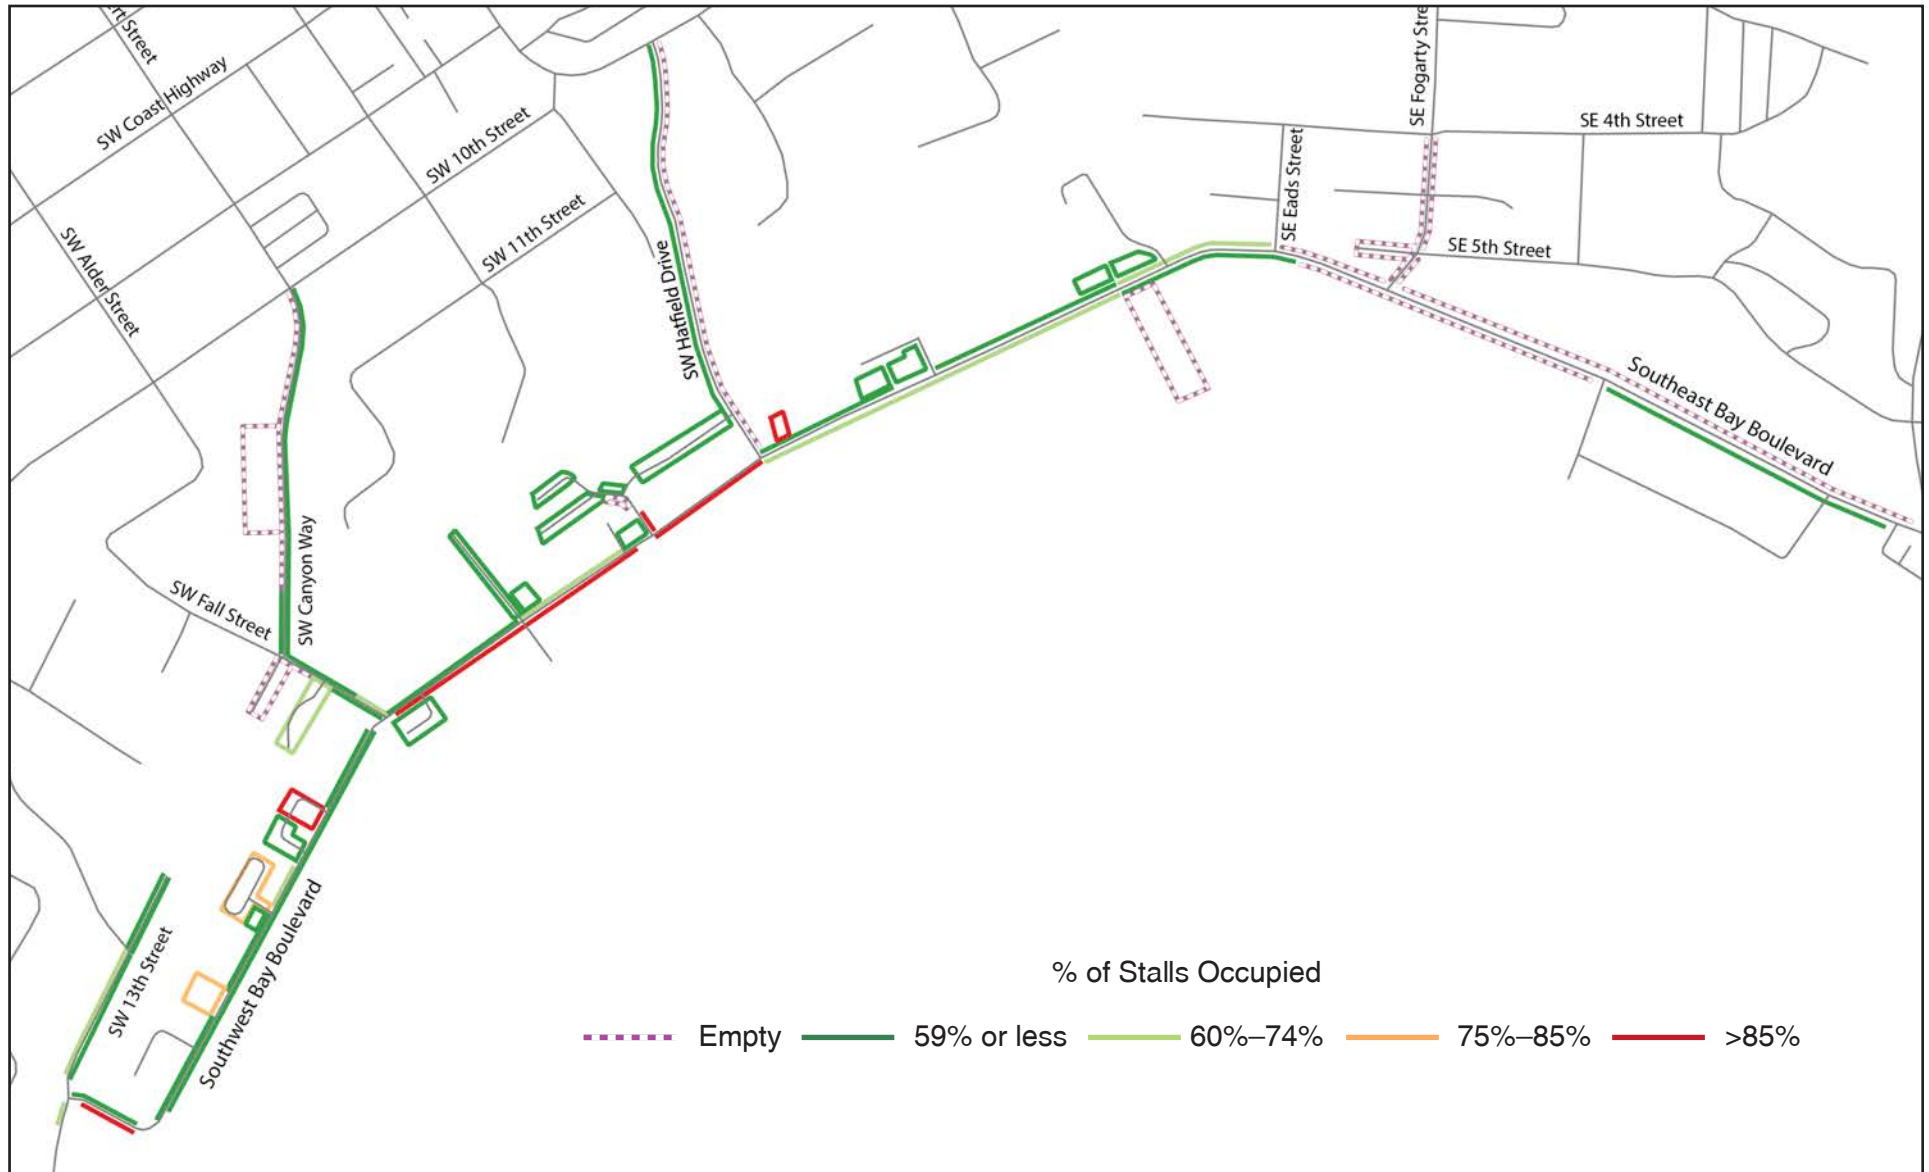 rt Street
SW Coast Highway
SW 10th Street
SW 11th Street
SW Alder Street
SW Hatfield Drive
SE Fogarty Stre
SE 4th Street
SE Eads Street
SE 5th Street
Southeast Bay Boulevard
SW Canyon Way
SW Fall Street
SW 13th Street
Southwest Bay Boulevard
% of Stalls Occupied
Empty 59% or less 60%–74% 75%–85% >85%